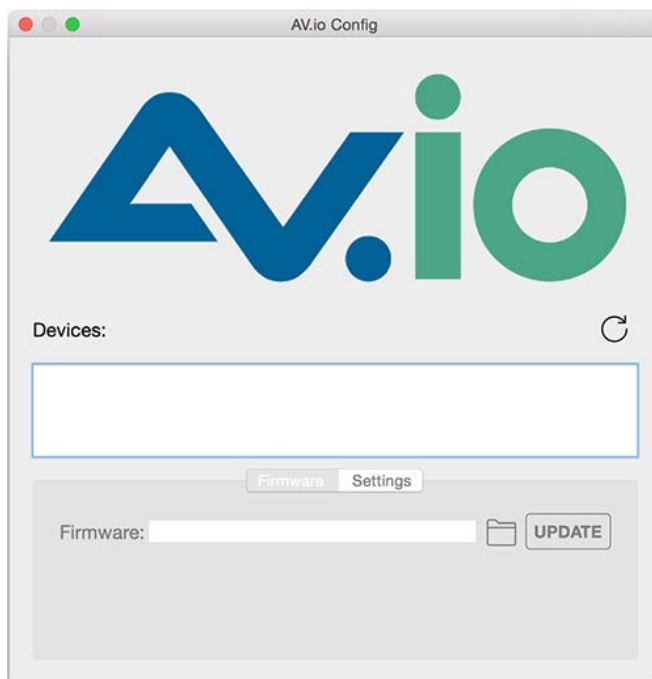 AV.io Config
AV.io
Devices:
Firmware Settings
Firmware: UPDATE